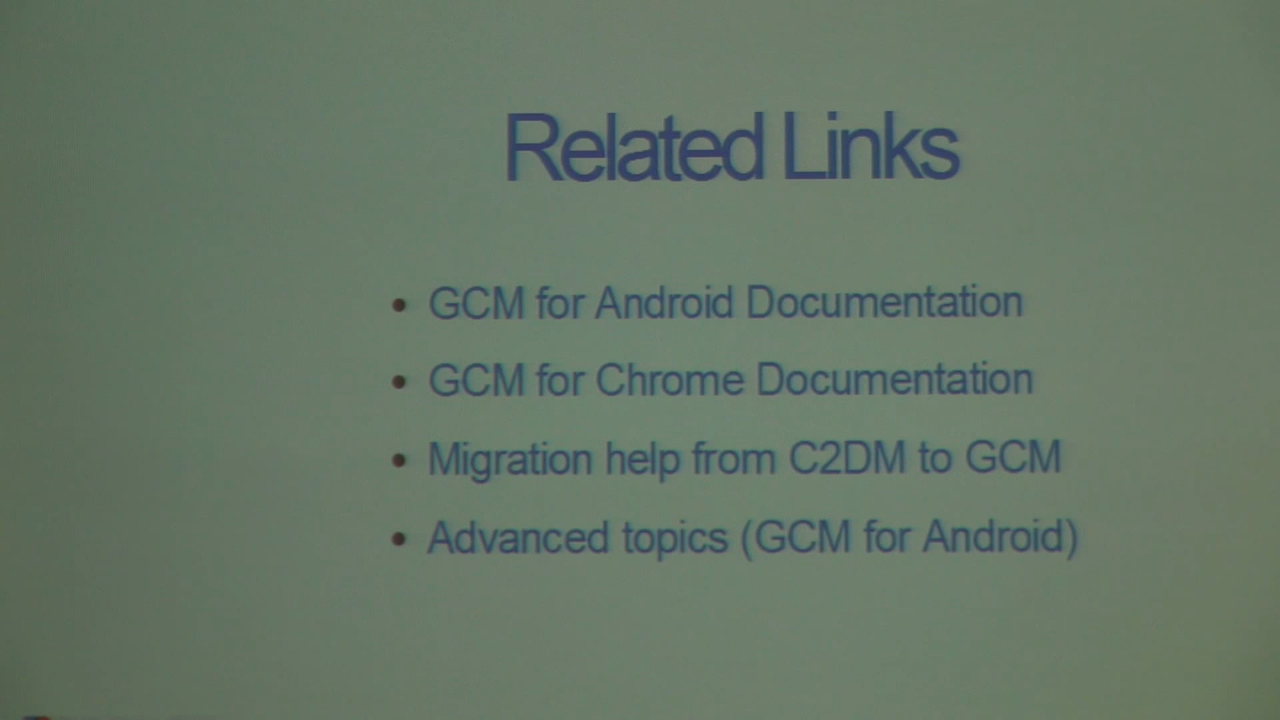 Related Links
• GCM for Android Documentation
• GCM for Chrome Documentation
• Migration help from C2DM to GCM
• Advanced topics (GCM for Android)